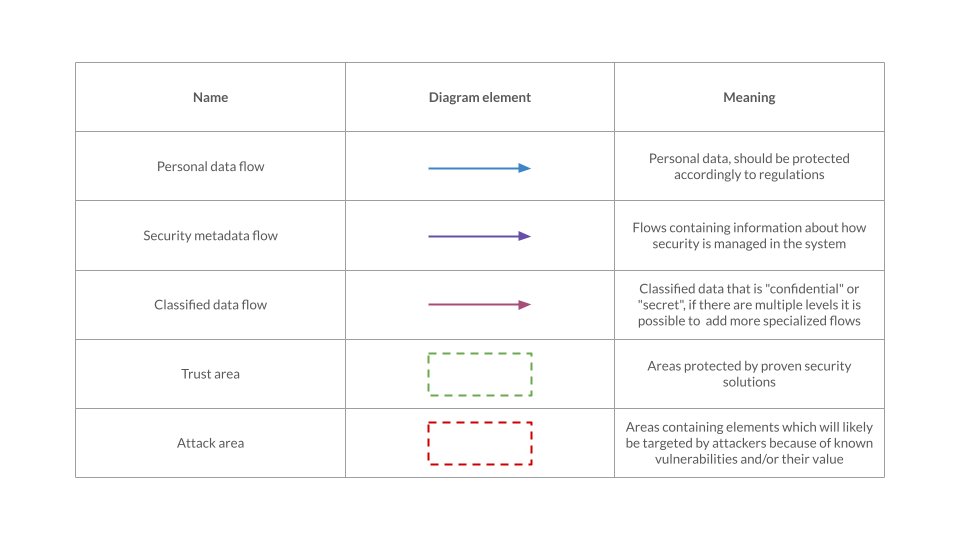 Name
Diagram element
Meaning
Personal data flow
Personal data, should be protected
accordingly to regulations
Security metadata flow
Flows containing information about how
security is managed in the system
Classified data flow
Classified data that is "confidential" or
"secret", if there are multiple levels it is
possible to  add more specialized flows
Trust area
Areas protected by proven security
solutions
Attack area
Areas containing elements which will likely
be targeted by attackers because of known
vulnerabilities and/or their value